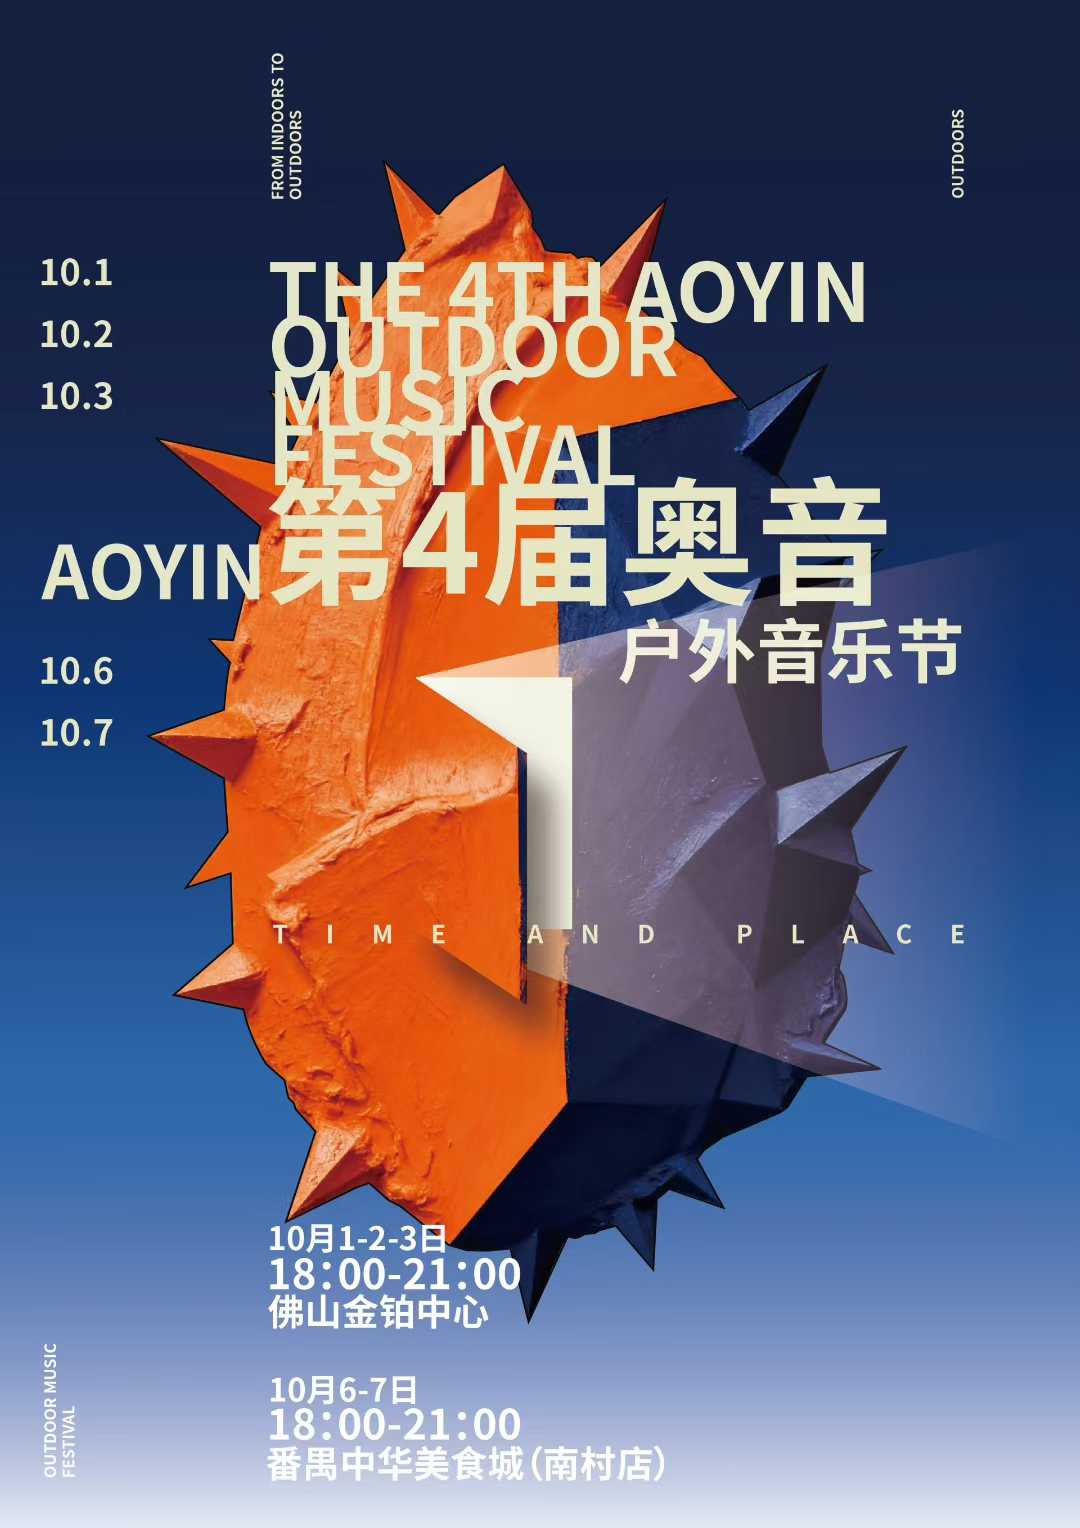 FROM INDOORS TO
OUTDOORS
OUTDOORS
10.1
10.2
10.3
THE 4TH AOYIN
OUTDOOR
MUSIC
FESTIVAL
AOYIN
第4届奥音
户外音乐节
10.6
10.7
TIME AND PLACE
10月1-2-3日
18:00-21:00
佛山金铂中心
10月6-7日
18:00-21:00
番禺中华美食城(南村店)
OUTDOOR MUSIC
FESTIVAL